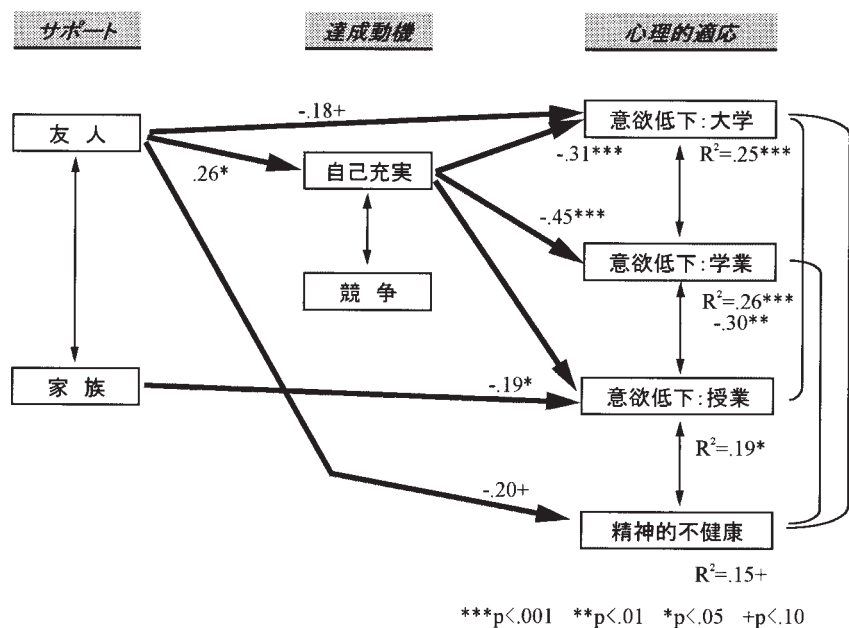 サポート 達成動機 心理的適応
-.18+
友人 意欲低下:大学
.26* 自己充実 -.31*** R²=.25***
-.45***
意欲低下:学業
競争 R²=.26***
-.30**
家族 -.19* 意欲低下:授業
R²=.19*
-.20+
精神的不健康
R²=.15+
***p<.001 **p<.01 *p<.05 +p<.10